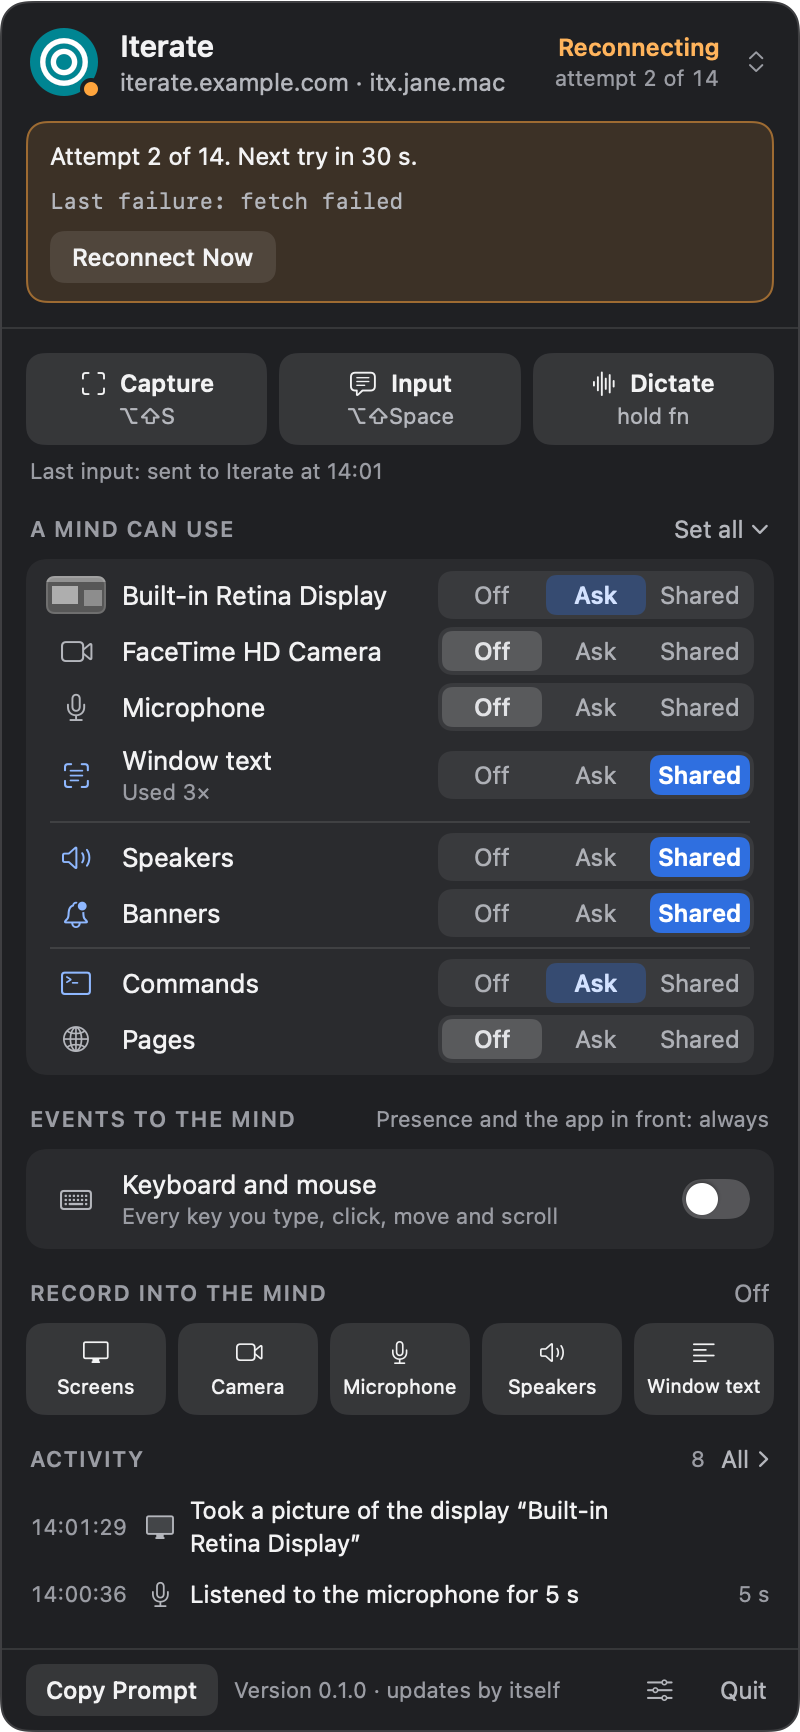 Iterate
iterate.example.com · itx.jane.mac
Reconnecting
attempt 2 of 14
Attempt 2 of 14. Next try in 30 s.
Last failure: fetch failed
Reconnect Now
Capture
⌥⇧S
Input
⌥⇧Space
Dictate
hold fn
Last input: sent to Iterate at 14:01
A MIND CAN USE
Set all
Built-in Retina Display
Off Ask Shared
FaceTime HD Camera
Off Ask Shared
Microphone
Off Ask Shared
Window text
Used 3×
Off Ask Shared
Speakers
Off Ask Shared
Banners
Off Ask Shared
Commands
Off Ask Shared
Pages
Off Ask Shared
EVENTS TO THE MIND
Presence and the app in front: always
Keyboard and mouse
Every key you type, click, move and scroll
RECORD INTO THE MIND
Off
Screens
Camera
Microphone
Speakers
Window text
ACTIVITY
8 All
14:01:29
Took a picture of the display “Built-in
Retina Display”
14:00:36
Listened to the microphone for 5 s
5 s
Copy Prompt
Version 0.1.0 · updates by itself
Quit